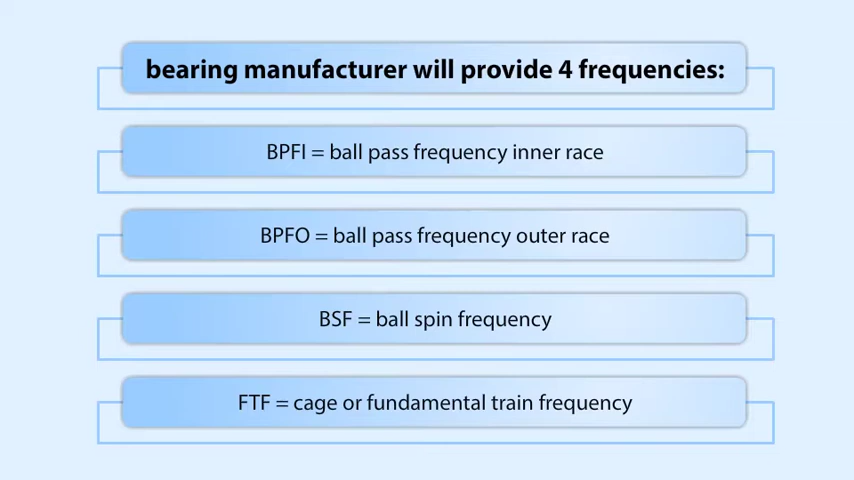 bearing manufacturer will provide 4 frequencies:
BPFI = ball pass frequency inner race
BPFO = ball pass frequency outer race
BSF = ball spin frequency
FTF = cage or fundamental train frequency